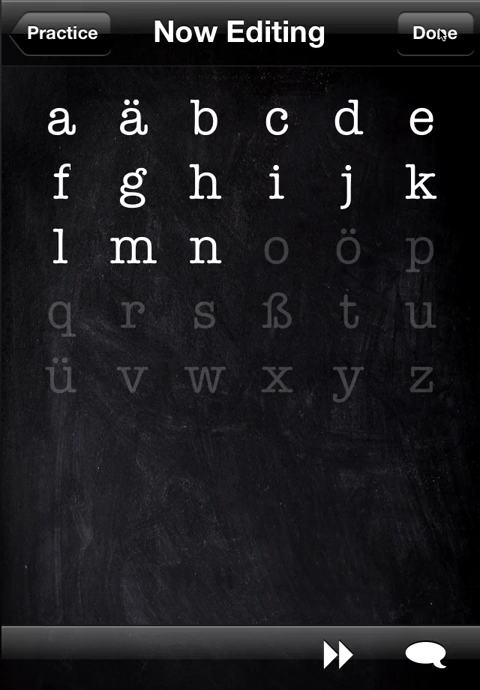 Practice Now Editing Done
a ä b c d e
f g h i j k
l m n o ö p
q r s ß t u
ü v w x y z